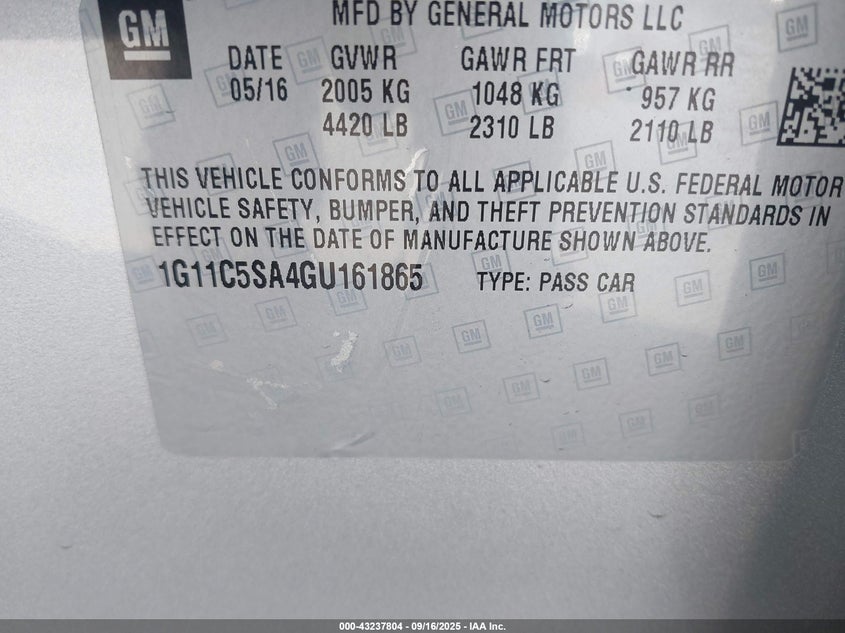 GM
MFD BY GENERAL MOTORS LLC
DATE GVWR GAWR FRT GAWR RR
05/16 2005 KG 1048 KG 957 KG
4420 LB 2310 LB 2110 LB
THIS VEHICLE CONFORMS TO ALL APPLICABLE U.S. FEDERAL MOTOR
VEHICLE SAFETY, BUMPER, AND THEFT PREVENTION STANDARDS IN
EFFECT ON THE DATE OF MANUFACTURE SHOWN ABOVE.
1G11C5SA4GU161865 TYPE: PASS CAR
000-43237804 - 09/16/2025 - IAA Inc.